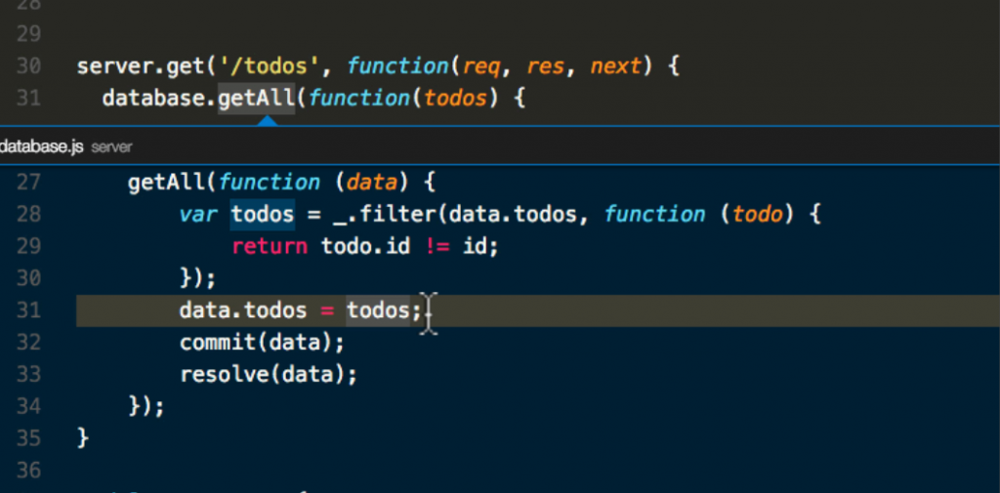 28
29
30 server.get('/todos', function(req, res, next) {
31 database.getAll(function(todos) {
database.js server
27 getAll(function (data) {
28 var todos = _.filter(data.todos, function (todo) {
29 return todo.id != id;
30 });
31 data.todos = todos;
32 commit(data);
33 resolve(data);
34 });
35 }
36